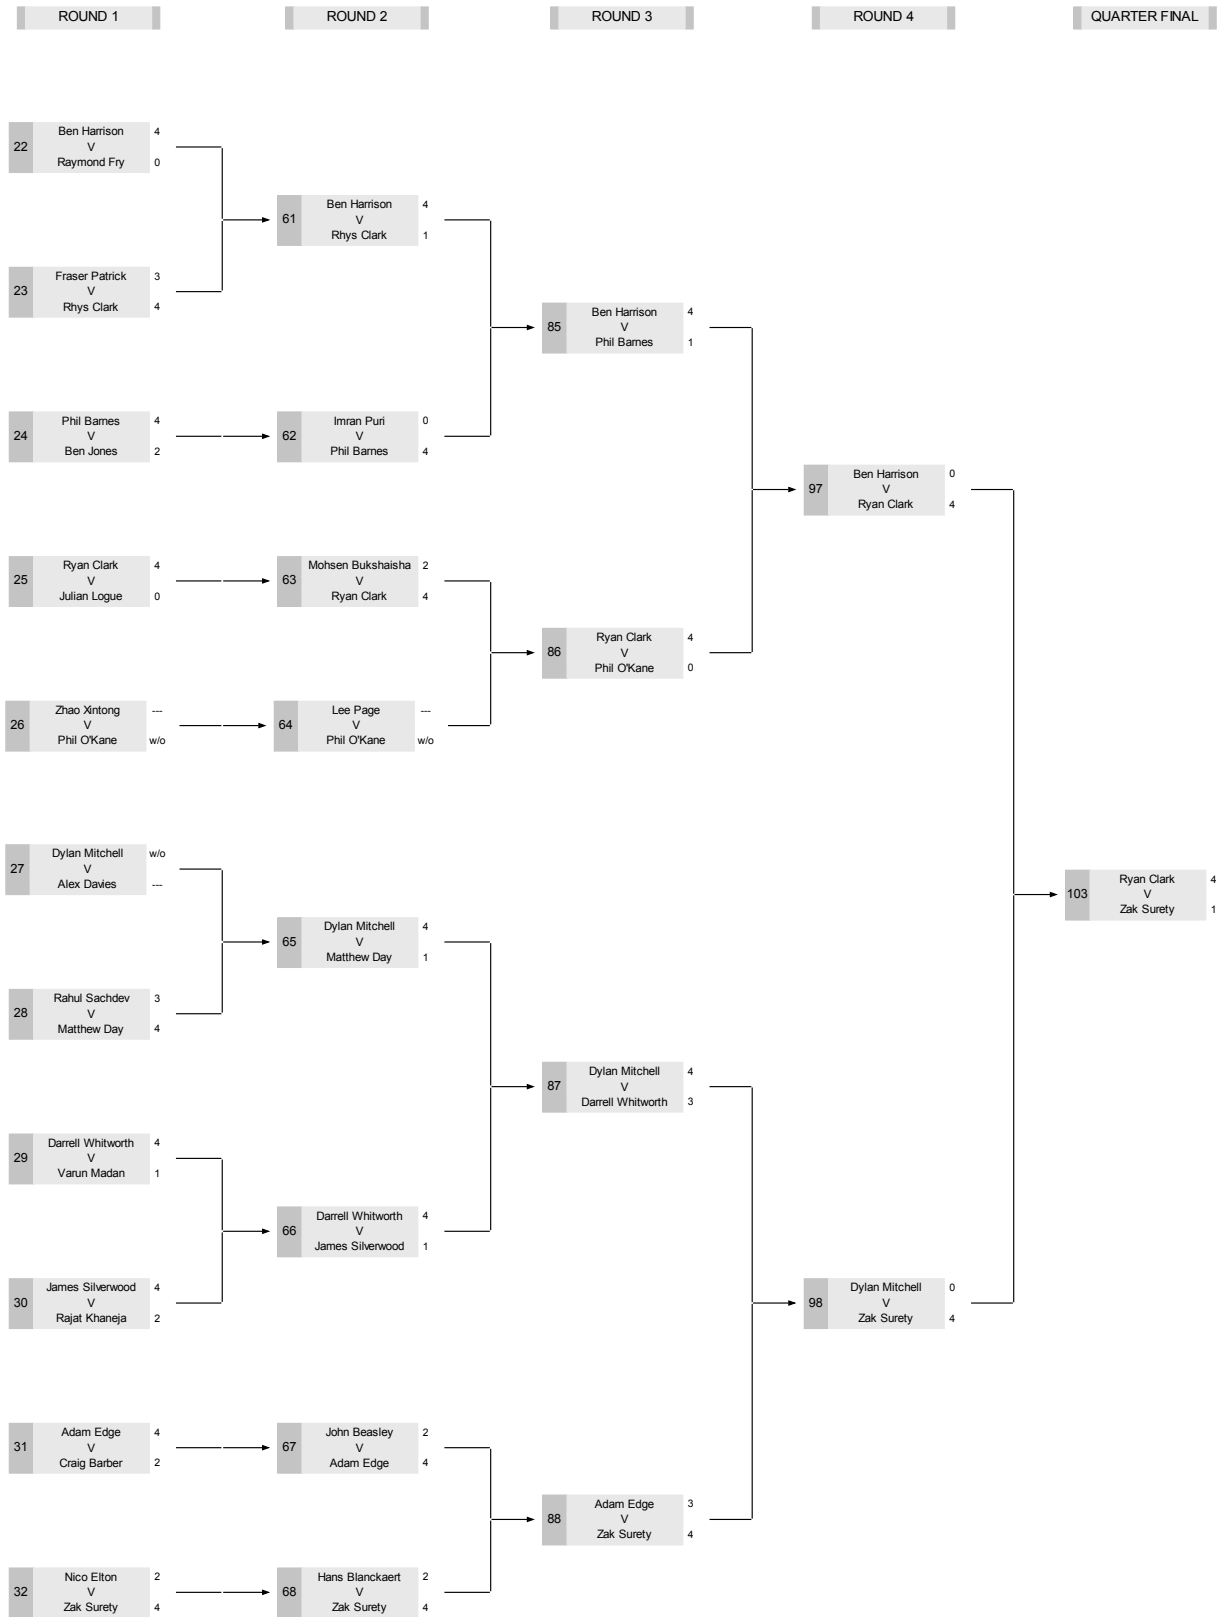 ROUND 1
ROUND 2
ROUND 3
ROUND 4
QUARTER FINAL
22
Ben Harrison 4
V
Raymond Fry 0
23
Fraser Patrick 3
V
Rhys Clark 4
24
Phil Barnes 4
V
Ben Jones 2
25
Ryan Clark 4
V
Julian Logue 0
26
Zhao Xintong ---
V
Phil O'Kane w/o
27
Dylan Mitchell w/o
V
Alex Davies ---
28
Rahul Sachdev 3
V
Matthew Day 4
29
Darrell Whitworth 4
V
Varun Madan 1
30
James Silverwood 4
V
Rajat Khaneja 2
31
Adam Edge 4
V
Craig Barber 2
32
Nico Elton 2
V
Zak Surety 4
61
Ben Harrison 4
V
Rhys Clark 1
62
Imran Puri 0
V
Phil Barnes 4
63
Mohsen Bukshaisha 2
V
Ryan Clark 4
64
Lee Page ---
V
Phil O'Kane w/o
65
Dylan Mitchell 4
V
Matthew Day 1
66
Darrell Whitworth 4
V
James Silverwood 1
67
John Beasley 2
V
Adam Edge 4
68
Hans Blanckaert 2
V
Zak Surety 4
85
Ben Harrison 4
V
Phil Barnes 1
86
Ryan Clark 4
V
Phil O'Kane 0
87
Dylan Mitchell 4
V
Darrell Whitworth 3
88
Adam Edge 3
V
Zak Surety 4
97
Ben Harrison 0
V
Ryan Clark 4
98
Dylan Mitchell 0
V
Zak Surety 4
103
Ryan Clark 4
V
Zak Surety 1